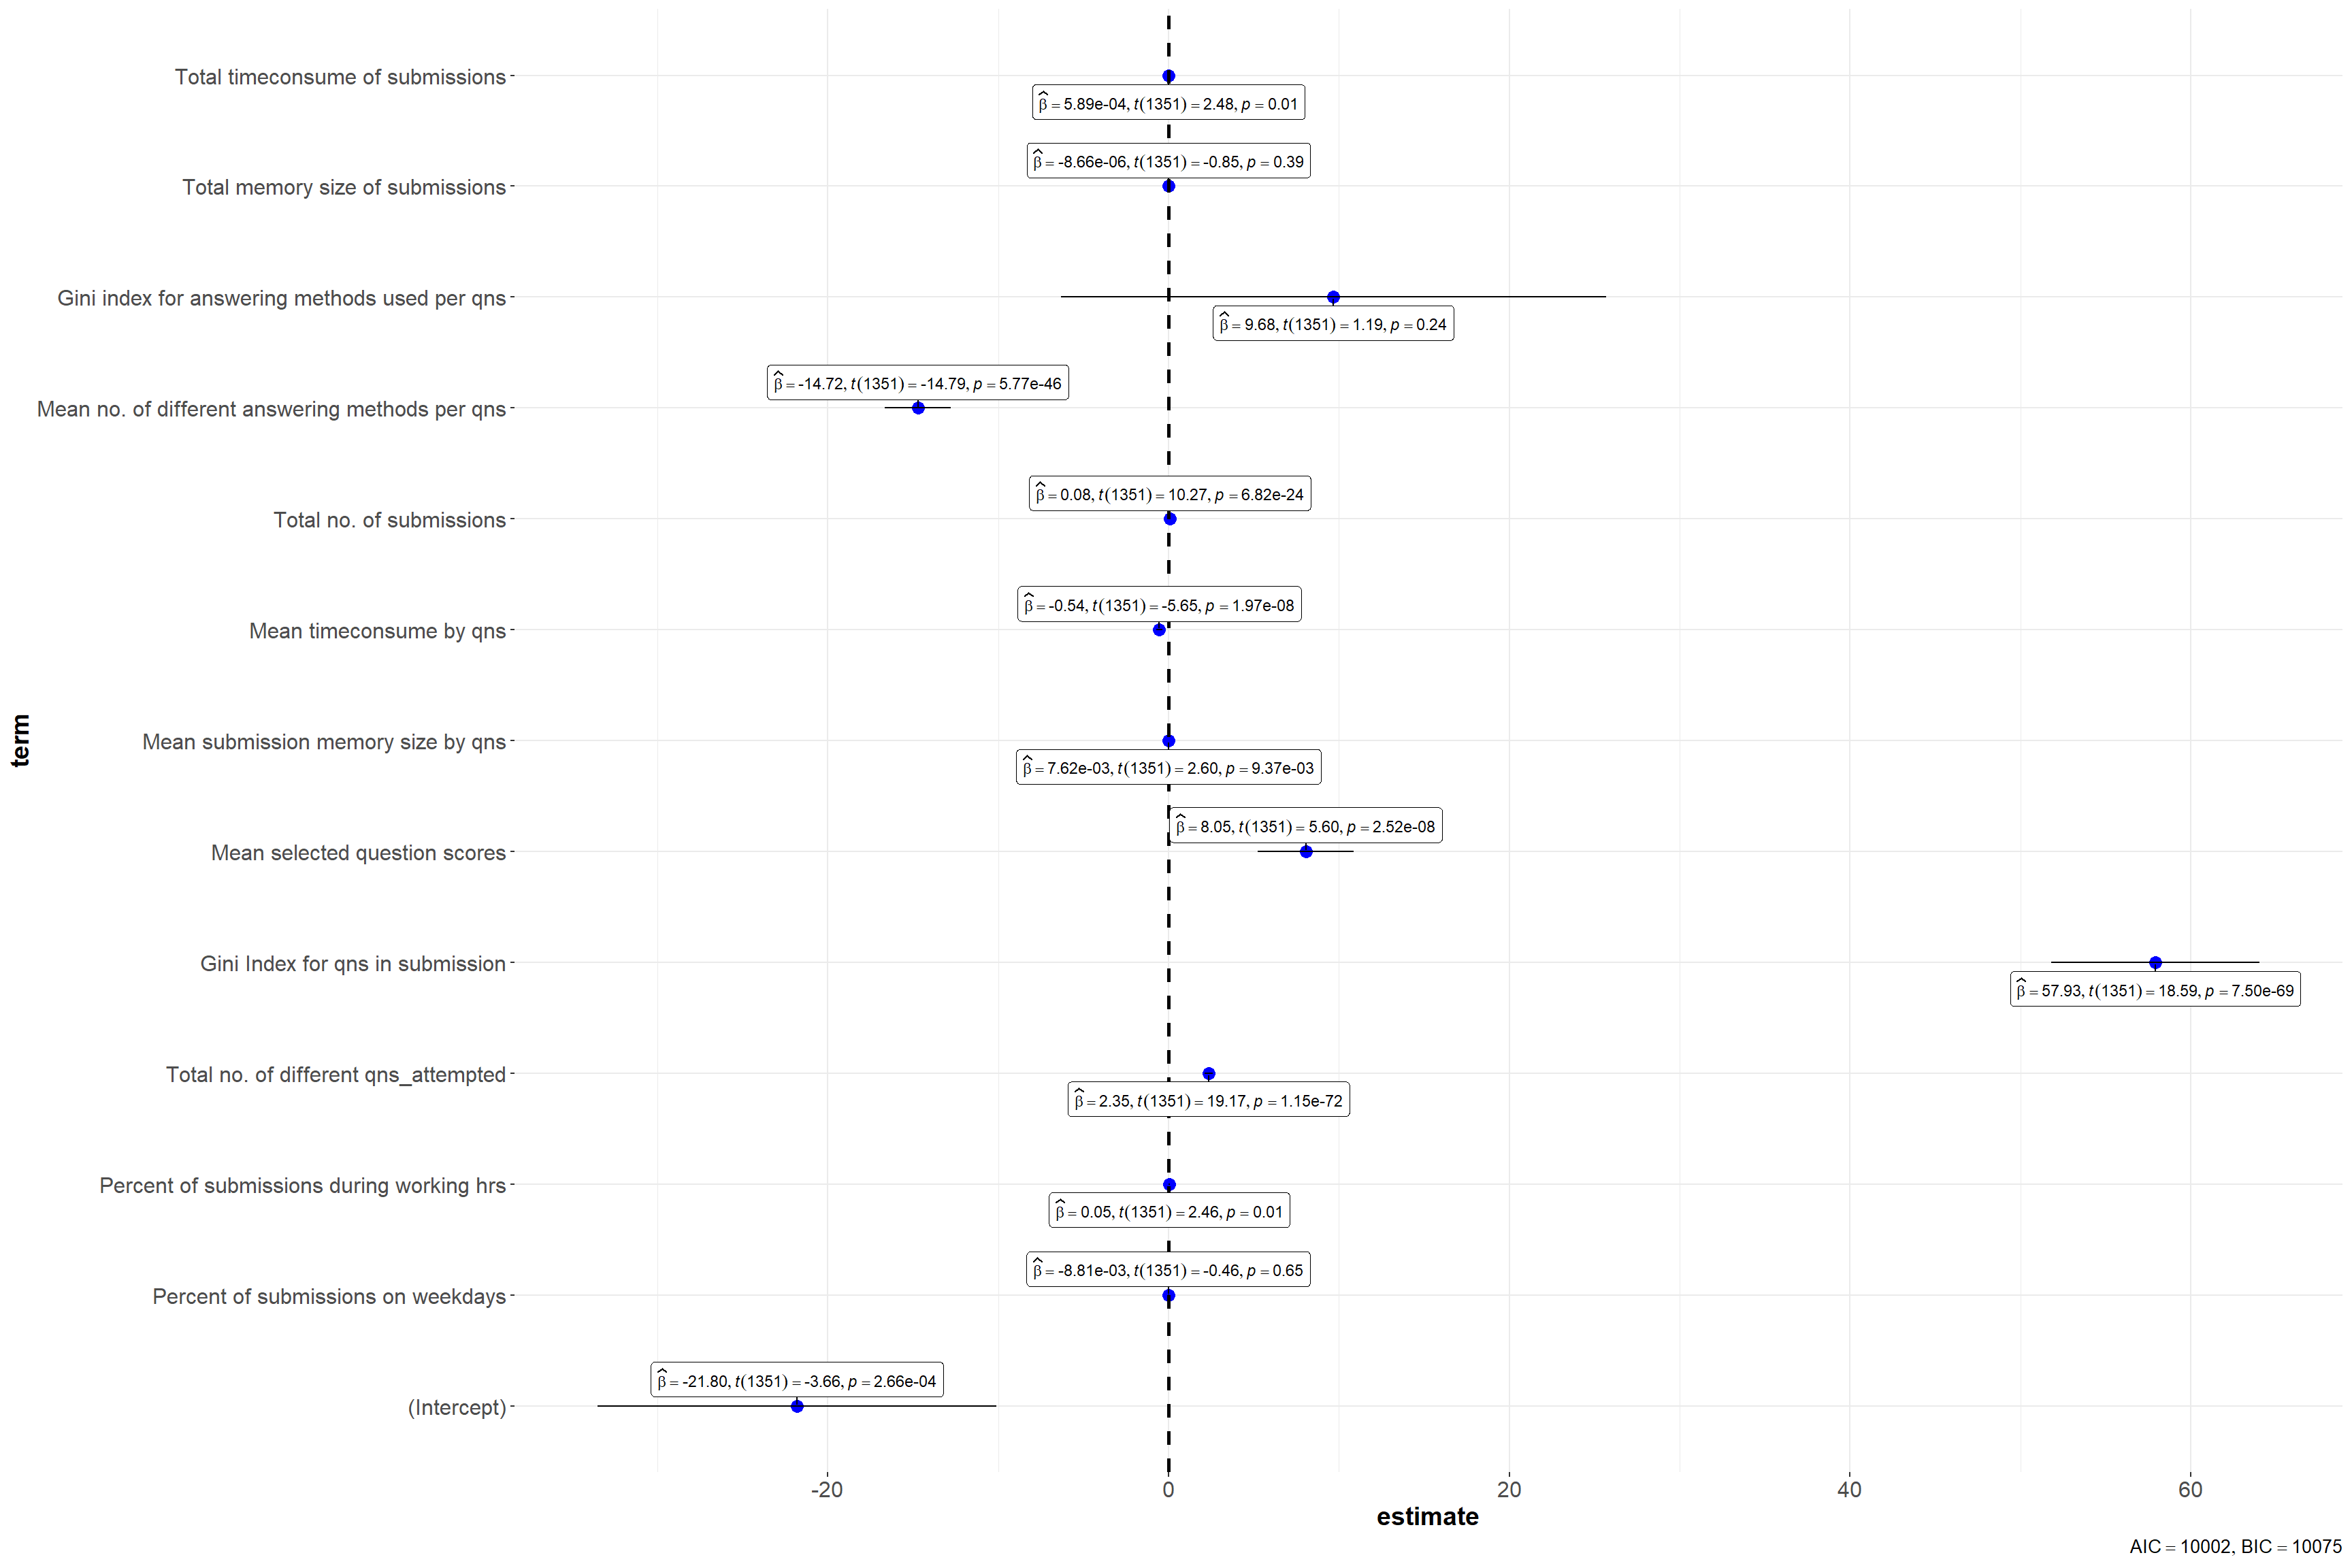 Total timeconsume of submissions
β̂ = 5.89e-04, t(1351) = 2.48, p = 0.01
β̂ = -8.66e-06, t(1351) = -0.85, p = 0.39
Total memory size of submissions
Gini index for answering methods used per qns
β̂ = 9.68, t(1351) = 1.19, p = 0.24
β̂ = -14.72, t(1351) = -14.79, p = 5.77e-46
Mean no. of different answering methods per qns
β̂ = 0.08, t(1351) = 10.27, p = 6.82e-24
Total no. of submissions
β̂ = -0.54, t(1351) = -5.65, p = 1.97e-08
Mean timeconsume by qns
term
Mean submission memory size by qns
β̂ = 7.62e-03, t(1351) = 2.60, p = 9.37e-03
β̂ = 8.05, t(1351) = 5.60, p = 2.52e-08
Mean selected question scores
Gini Index for qns in submission
β̂ = 57.93, t(1351) = 18.59, p = 7.50e-69
Total no. of different qns_attempted
β̂ = 2.35, t(1351) = 19.17, p = 1.15e-72
Percent of submissions during working hrs
β̂ = 0.05, t(1351) = 2.46, p = 0.01
β̂ = -8.81e-03, t(1351) = -0.46, p = 0.65
Percent of submissions on weekdays
β̂ = -21.80, t(1351) = -3.66, p = 2.66e-04
(Intercept)
-20 0 20 40 60
estimate
AIC = 10002, BIC = 10075